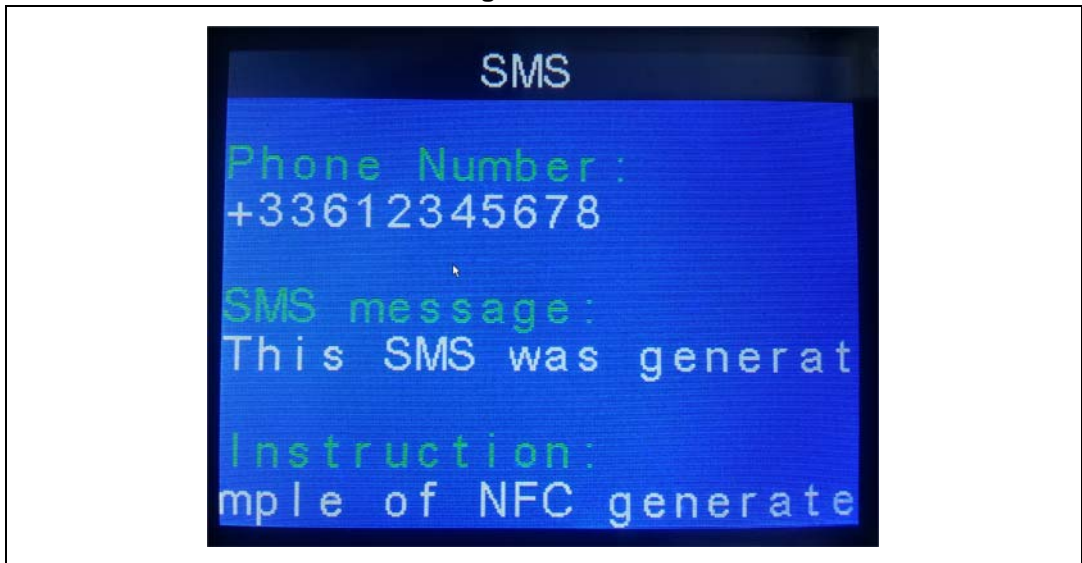 SMS
Phone Number:
+33612345678
SMS message:
This SMS was generat
Instruction:
mple of NFC generate